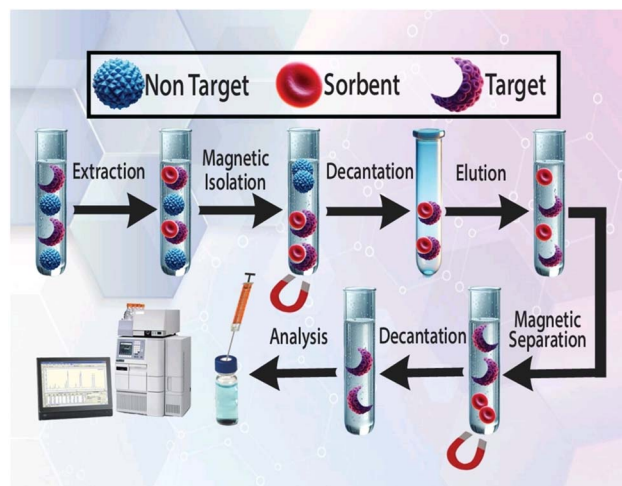 Non Target
Sorbent
Target
Extraction
Magnetic
Isolation
Decantation
Elution
Magnetic
Separation
Decantation
Analysis